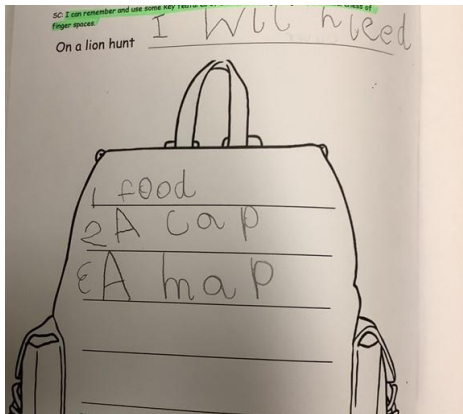 SC: I can remember and use some key features of
finger spaces.
On a lion hunt I Wil need
1 food
2 A cap
3 A map